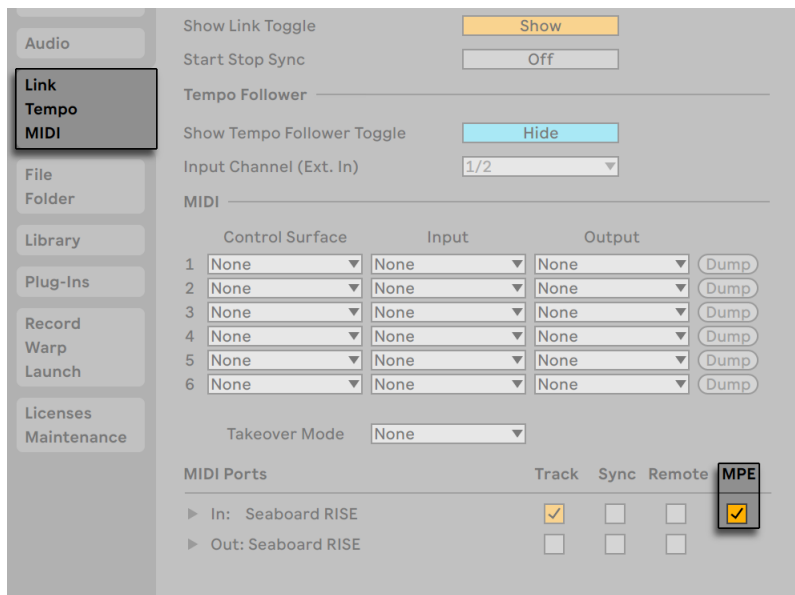 Audio
Link
Tempo
MIDI
File
Folder
Library
Plug-Ins
Record
Warp
Launch
Licenses
Maintenance
Show Link Toggle Show
Start Stop Sync Off
Tempo Follower
Show Tempo Follower Toggle Hide
Input Channel (Ext. In) 1/2
MIDI
Control Surface Input Output
1 None None None Dump
2 None None None Dump
3 None None None Dump
4 None None None Dump
5 None None None Dump
6 None None None Dump
Takeover Mode None
MIDI Ports Track Sync Remote MPE
In: Seaboard RISE
Out: Seaboard RISE